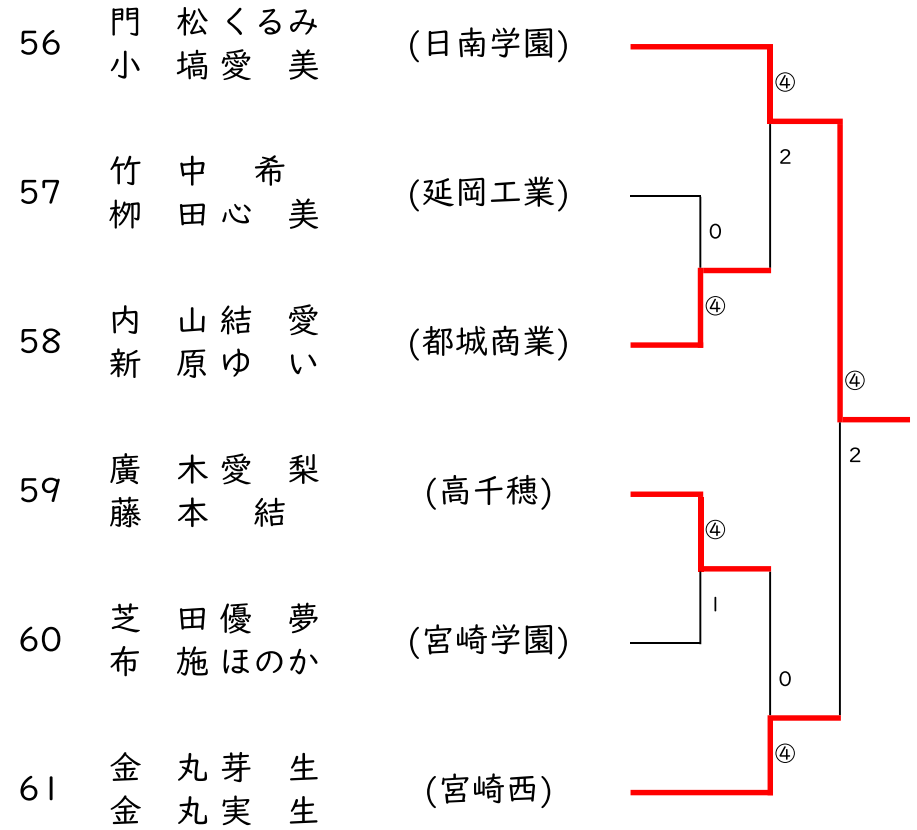 門　松くるみ
56 (日南学園)
小　塙愛　美
④
2
竹　中　希
57 (延岡工業)
栁　田心　美
0
④
内　山結　愛
58 (都城商業)
新　原ゆ　い
④
2
廣　木愛　梨
59 (高千穂)
藤　本　結
④
1
芝　田優　夢
60 (宮崎学園)
布　施ほのか
0
④
金　丸芽　生
61 (宮崎西)
金　丸実　生